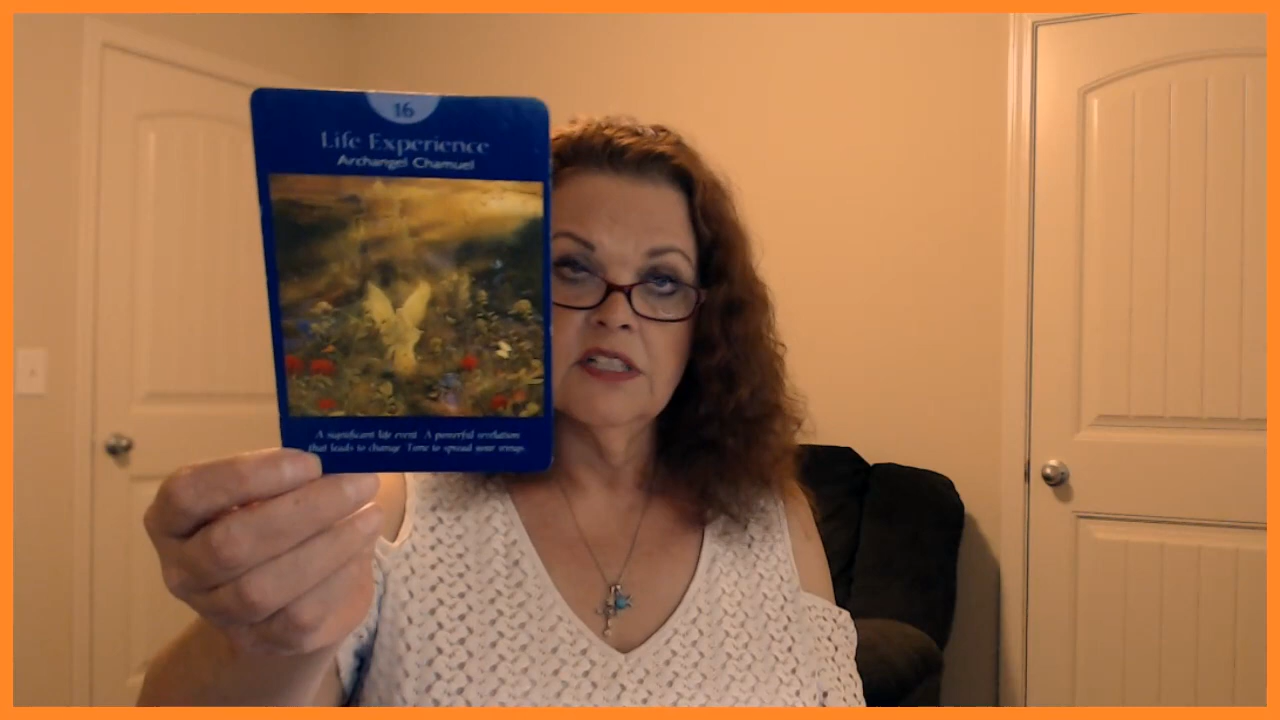 16
Life Experience
Archangel Chamuel
A significant life event. A powerful revelation
that leads to change. Time to spread your wings.